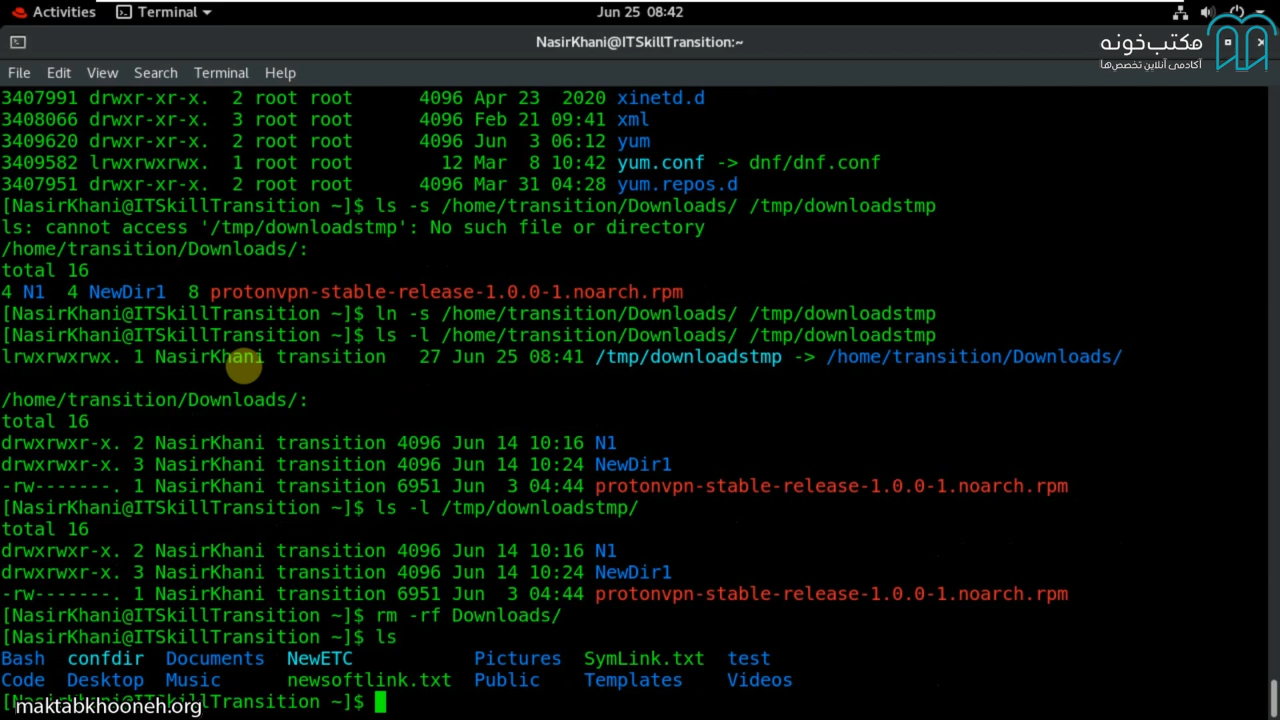 Activities Terminal Jun 25 08:42
NasirKhani@ITSkillTransition:~
مکتب‌خونه
آکادمی آنلاین تخصص‌ها
File Edit View Search Terminal Help
3407991 drwxr-xr-x. 2 root root 4096 Apr 23 2020 xinetd.d
3408066 drwxr-xr-x. 3 root root 4096 Feb 21 09:41 xml
3409620 drwxr-xr-x. 2 root root 4096 Jun 3 06:12 yum
3409582 lrwxrwxrwx. 1 root root 12 Mar 8 10:42 yum.conf -> dnf/dnf.conf
3407951 drwxr-xr-x. 2 root root 4096 Mar 31 04:28 yum.repos.d
[NasirKhani@ITSkillTransition ~]$ ls -s /home/transition/Downloads/ /tmp/downloadstmp
ls: cannot access '/tmp/downloadstmp': No such file or directory
/home/transition/Downloads/:
total 16
4 N1 4 NewDir1 8 protonvpn-stable-release-1.0.0-1.noarch.rpm
[NasirKhani@ITSkillTransition ~]$ ln -s /home/transition/Downloads/ /tmp/downloadstmp
[NasirKhani@ITSkillTransition ~]$ ls -l /home/transition/Downloads/ /tmp/downloadstmp
lrwxrwxrwx. 1 NasirKhani transition 27 Jun 25 08:41 /tmp/downloadstmp -> /home/transition/Downloads/
/home/transition/Downloads/:
total 16
drwxrwxr-x. 2 NasirKhani transition 4096 Jun 14 10:16 N1
drwxrwxr-x. 3 NasirKhani transition 4096 Jun 14 10:24 NewDir1
-rw-------. 1 NasirKhani transition 6951 Jun 3 04:44 protonvpn-stable-release-1.0.0-1.noarch.rpm
[NasirKhani@ITSkillTransition ~]$ ls -l /tmp/downloadstmp/
total 16
drwxrwxr-x. 2 NasirKhani transition 4096 Jun 14 10:16 N1
drwxrwxr-x. 3 NasirKhani transition 4096 Jun 14 10:24 NewDir1
-rw-------. 1 NasirKhani transition 6951 Jun 3 04:44 protonvpn-stable-release-1.0.0-1.noarch.rpm
[NasirKhani@ITSkillTransition ~]$ rm -rf Downloads/
[NasirKhani@ITSkillTransition ~]$ ls
Bash confdir Documents NewETC Pictures SymLink.txt test
Code Desktop Music newsoftlink.txt Public Templates Videos
[NasirKhani@ITSkillTransition ~]$
maktabkhooneh.org